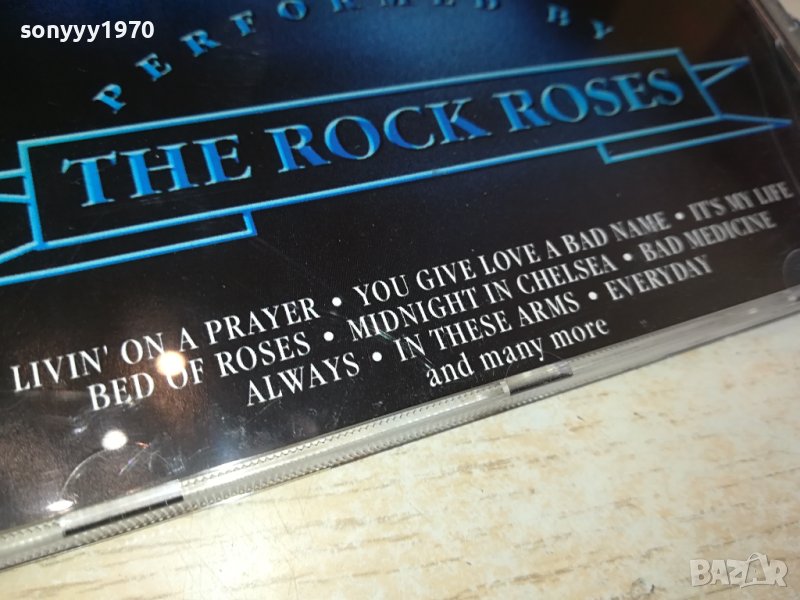 sonyyy1970
PERFORMED BY
THE ROCK ROSES
LIVIN' ON A PRAYER • YOU GIVE LOVE A BAD NAME • IT'S MY LIFE
BED OF ROSES • MIDNIGHT IN CHELSEA • BAD MEDICINE
ALWAYS • IN THESE ARMS • EVERYDAY
and many more
BAZAR